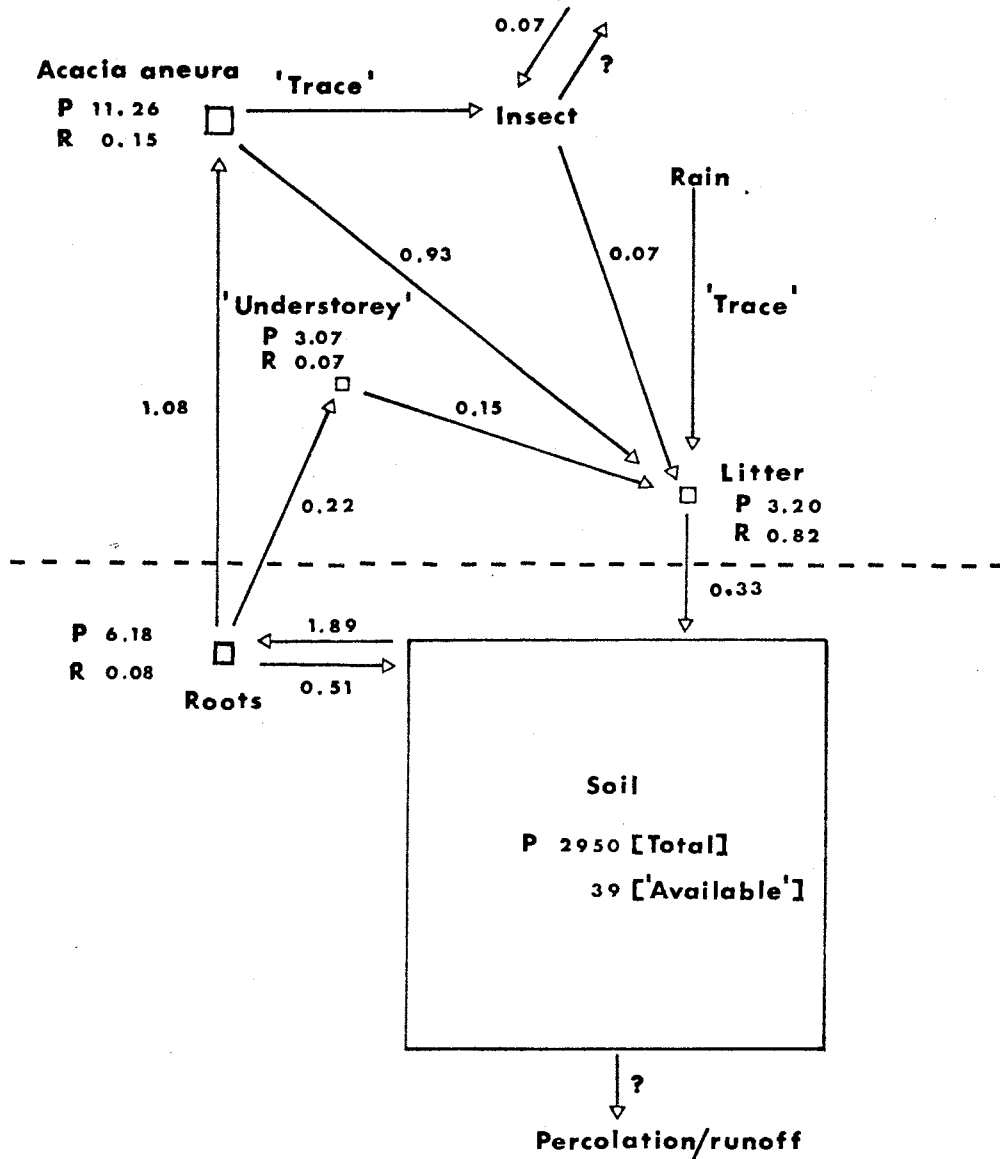 0.07
?
Acacia aneura
P 11.26
R 0.15
'Trace'
Insect
Rain
0.93
0.07
'Trace'
'Understorey'
P 3.07
R 0.07
1.08
0.15
0.22
Litter
P 3.20
R 0.82
0.33
P 6.18
R 0.08
Roots
1.89
0.51
Soil
P 2950 [Total]
39 ['Available']
?
Percolation/runoff